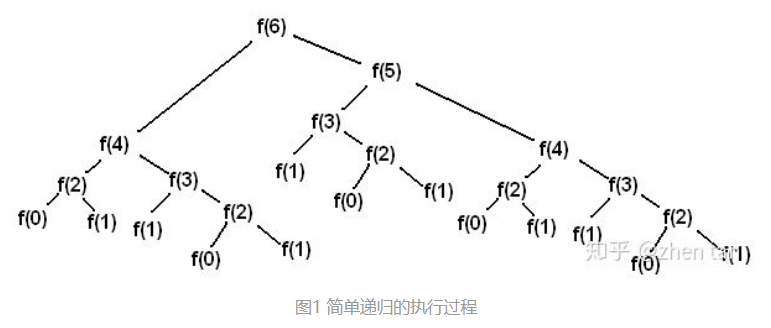 f(6)
f(5)
f(4) f(3) f(4)
f(2) f(3) f(1) f(2) f(2) f(3)
f(0) f(1) f(1) f(2) f(0) f(1) f(0) f(1) f(1) f(2)
f(0) f(1) f(0) f(1)
知乎 @zhen
图1 简单递归的执行过程